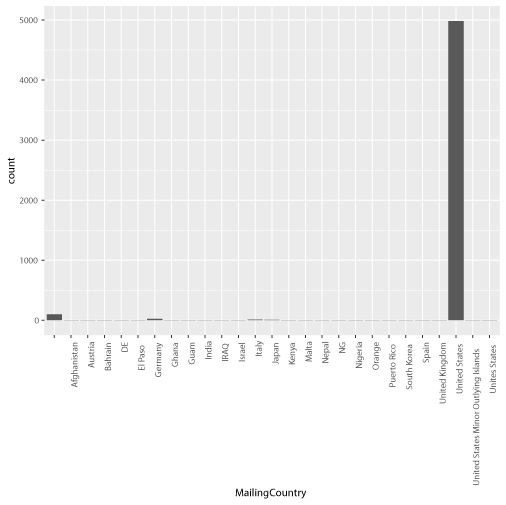 5000
4000
3000
2000
1000
0
count
Afghanistan
Austria
Bahrain
DE
El Paso
Germany
Ghana
Guam
India
IRAQ
Israel
Italy
Japan
Kenya
Malta
Nepal
NG
Nigeria
Orange
Puerto Rico
South Korea
Spain
United Kingdom
United States
United States Minor Outlying Islands
Unites States
MailingCountry